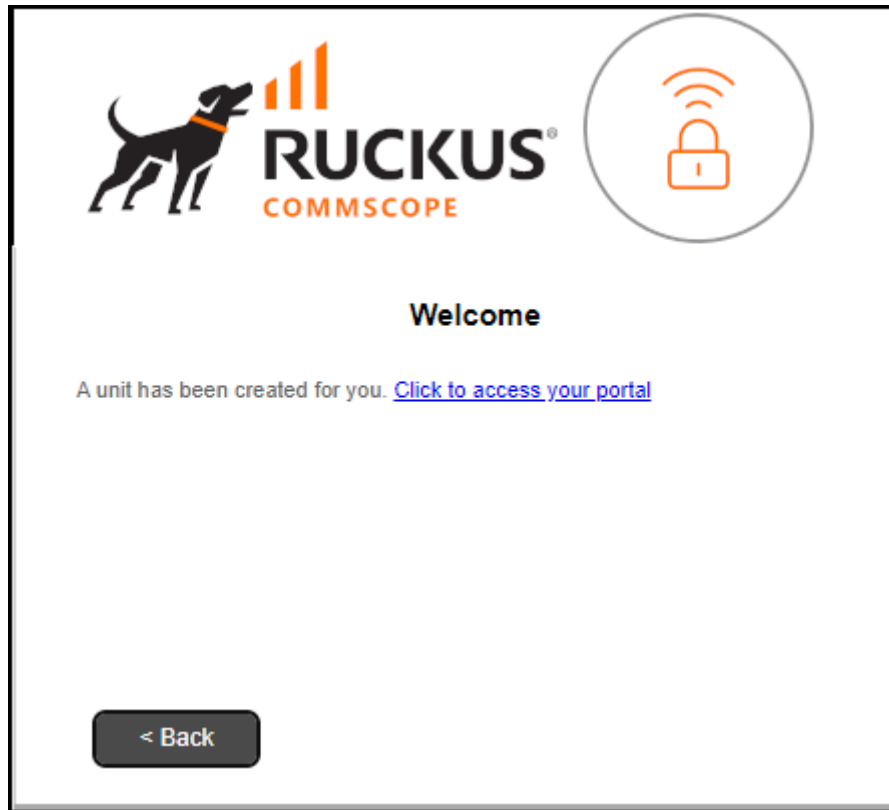 RUCKUS®
COMMSCOPE
Welcome
A unit has been created for you. Click to access your portal
< Back